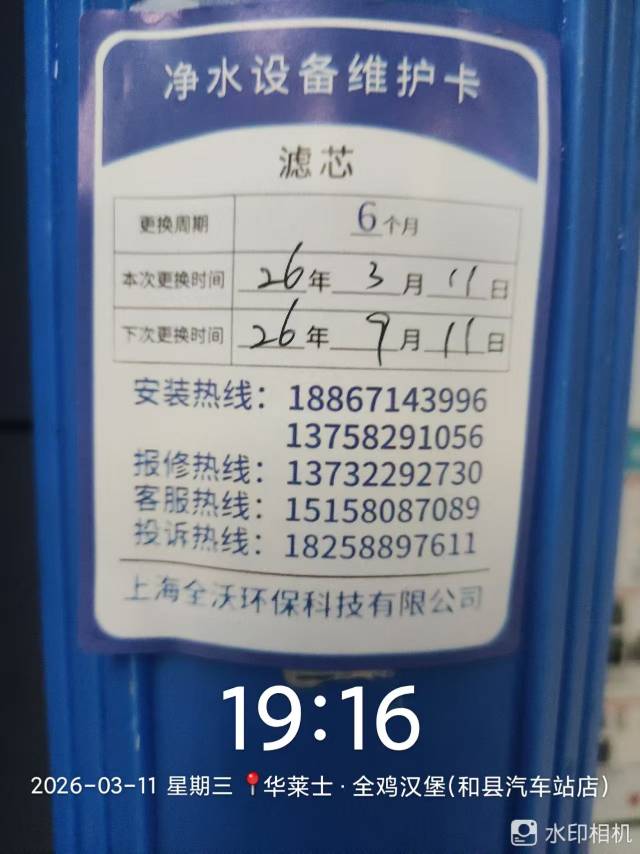 净水设备维护卡
滤芯
更换周期 6个月
本次更换时间 26年 3月 11日
下次更换时间 26年 9月 11日
安装热线：18867143996
13758291056
报修热线：13732292730
客服热线：15158087089
投诉热线：18258897611
上海全沃环保科技有限公司
19:16
2026-03-11 星期三 📍华莱士·全鸡汉堡(和县汽车站店)
水印相机